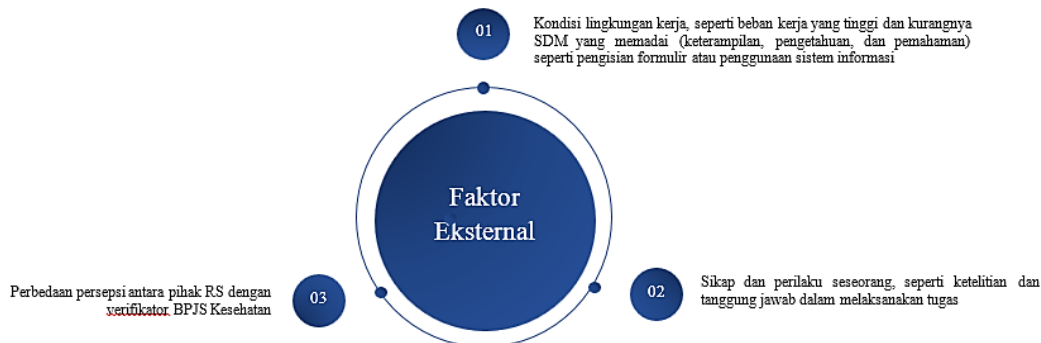 01
Kondisi lingkungan kerja, seperti beban kerja yang tinggi dan kurangnya
SDM yang memadai (keterampilan, pengetahuan, dan pemahaman)
seperti pengisian formulir atau penggunaan sistem informasi
Faktor
Eksternal
Perbedaan persepsi antara pihak RS dengan
verifikator BPJS Kesehatan
03
02
Sikap dan perilaku seseorang, seperti ketelitian dan
tanggung jawab dalam melaksanakan tugas